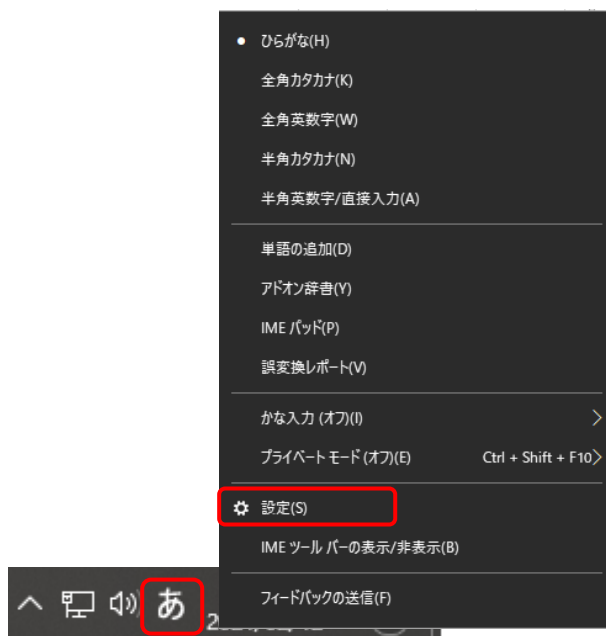 ひらがな(H)
全角カタカナ(K)
全角英数字(W)
半角カタカナ(N)
半角英数字/直接入力(A)
単語の追加(D)
アドオン辞書(Y)
IME パッド(P)
誤変換レポート(V)
かな入力 (オフ)(I)
プライベート モード (オフ)(E) Ctrl + Shift + F10
設定(S)
IME ツール バーの表示/非表示(B)
フィードバックの送信(F)
あ